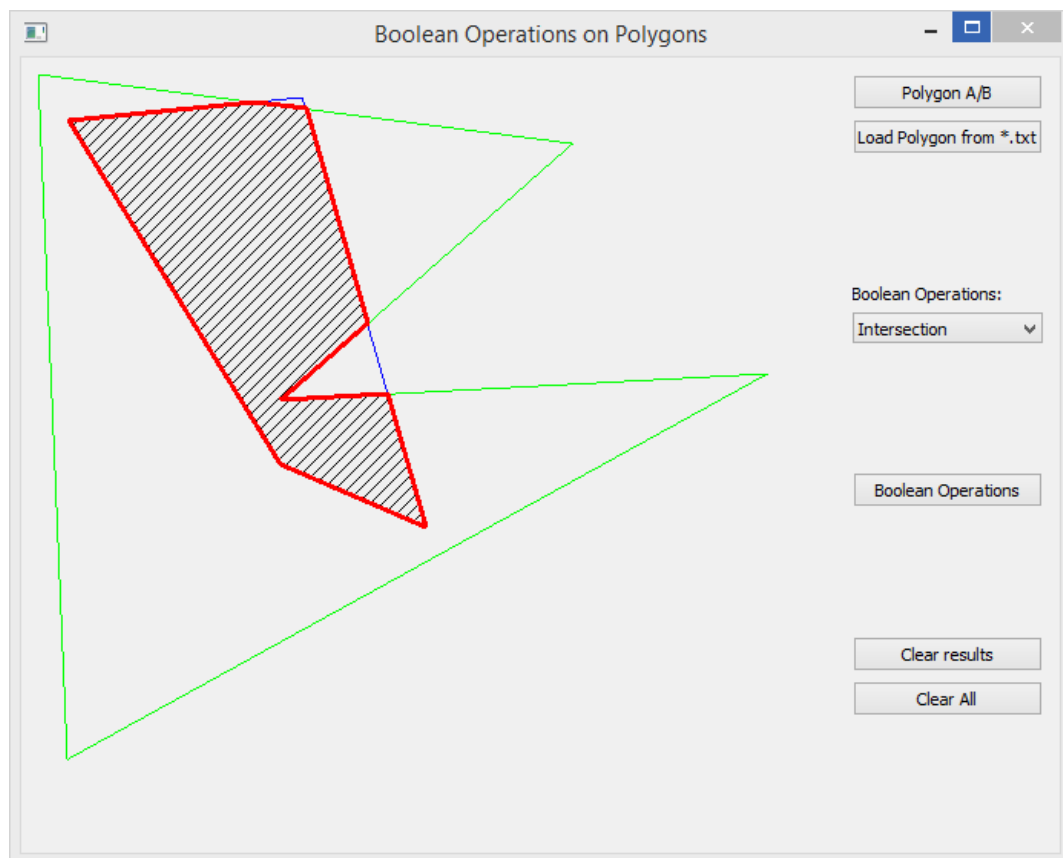 Boolean Operations on Polygons
Polygon A/B
Load Polygon from *.txt
Boolean Operations:
Intersection
Boolean Operations
Clear results
Clear All